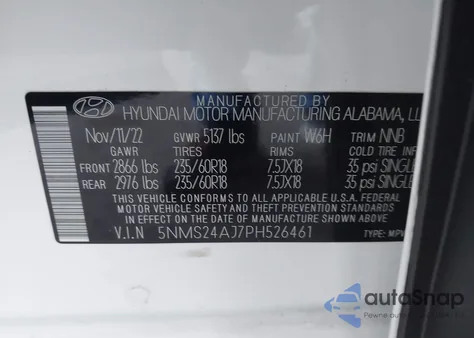 MANUFACTURED BY
HYUNDAI MOTOR MANUFACTURING ALABAMA, LL
Nov/11/22 GVWR 5137 lbs PAINT W6H TRIM NNB
GAWR TIRES RIMS COLD TIRE
FRONT 2866 lbs 235/60R18 7.5JX18 35 psi SINGLE
REAR 2976 lbs 235/60R18 7.5JX18 35 psi SINGLE
THIS VEHICLE CONFORMS TO ALL APPLICABLE U.S.A. FEDERAL
MOTOR VEHICLE SAFETY AND THEFT PREVENTION STANDARDS
IN EFFECT ON THE DATE OF MANUFACTURE SHOWN ABOVE.
V.I.N 5NMS24AJ7PH526461 TYPE: MPV
autoSnap